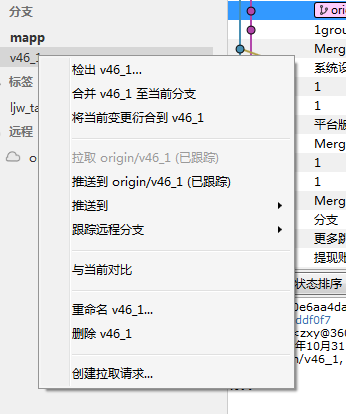 分支
mapp
v46_1
标签
ljw_ta
远程
检出 v46_1...
合并 v46_1 至当前分支
将当前变更衍合到 v46_1
拉取 origin/v46_1 (已跟踪)
推送到 origin/v46_1 (已跟踪)
推送到
跟踪远程分支
与当前对比
重命名 v46_1...
删除 v46_1
创建拉取请求...
ori
1grou
Merg
系统设
1
1
平台版
Merg
1
1
Merg
分支
更多跳
提现账
状态排序
0e6aa4da
ddf0f7
czxy@360
年10月31
n/v46_1,